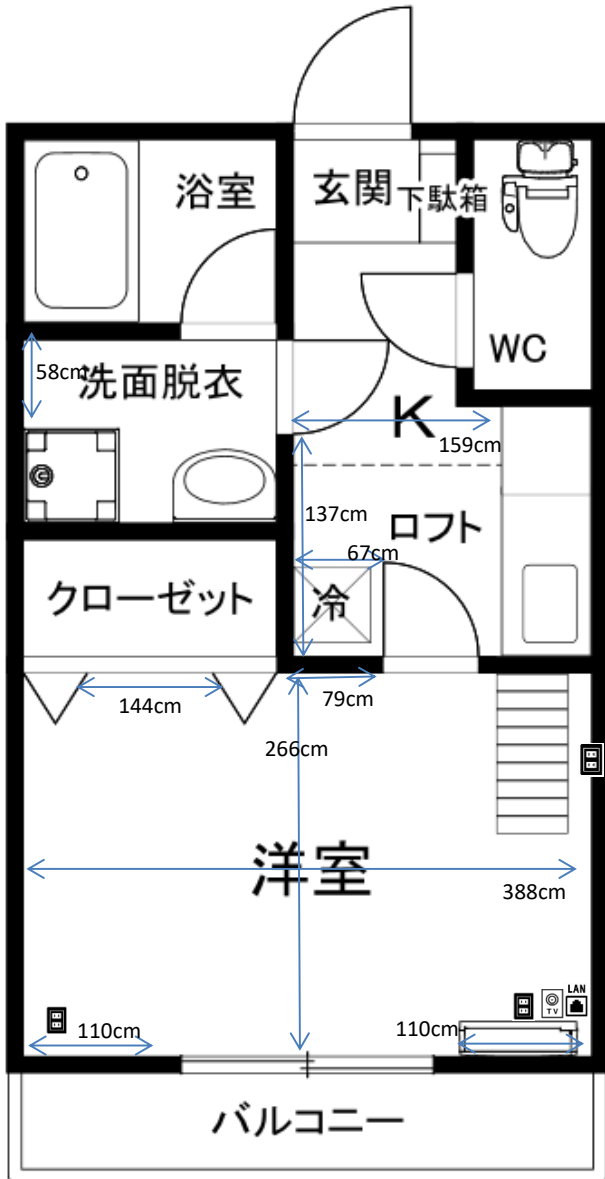 浴室
玄関
下駄箱
WC
58cm
洗面脱衣
K
159cm
137cm
ロフト
67cm
冷
クローゼット
144cm
79cm
266cm
洋室
388cm
LAN
TV
110cm
110cm
バルコニー